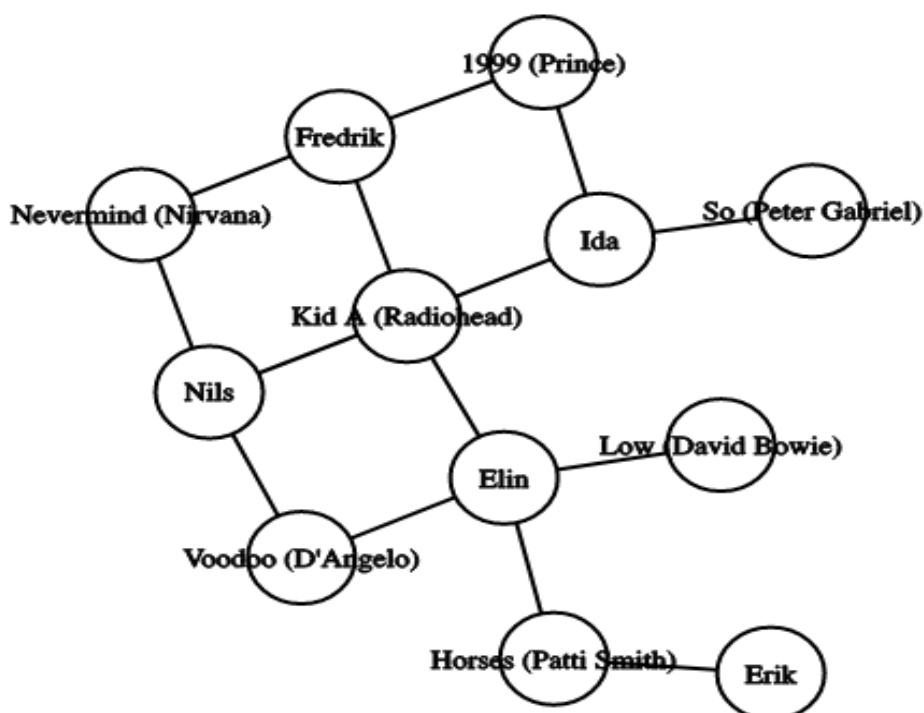 1999 (Prince)
Fredrik
Nevermind (Nirvana)
So (Peter Gabriel)
Ida
Kid A (Radiohead)
Nils
Low (David Bowie)
Elin
Voodoo (D'Angelo)
Horses (Patti Smith)
Erik